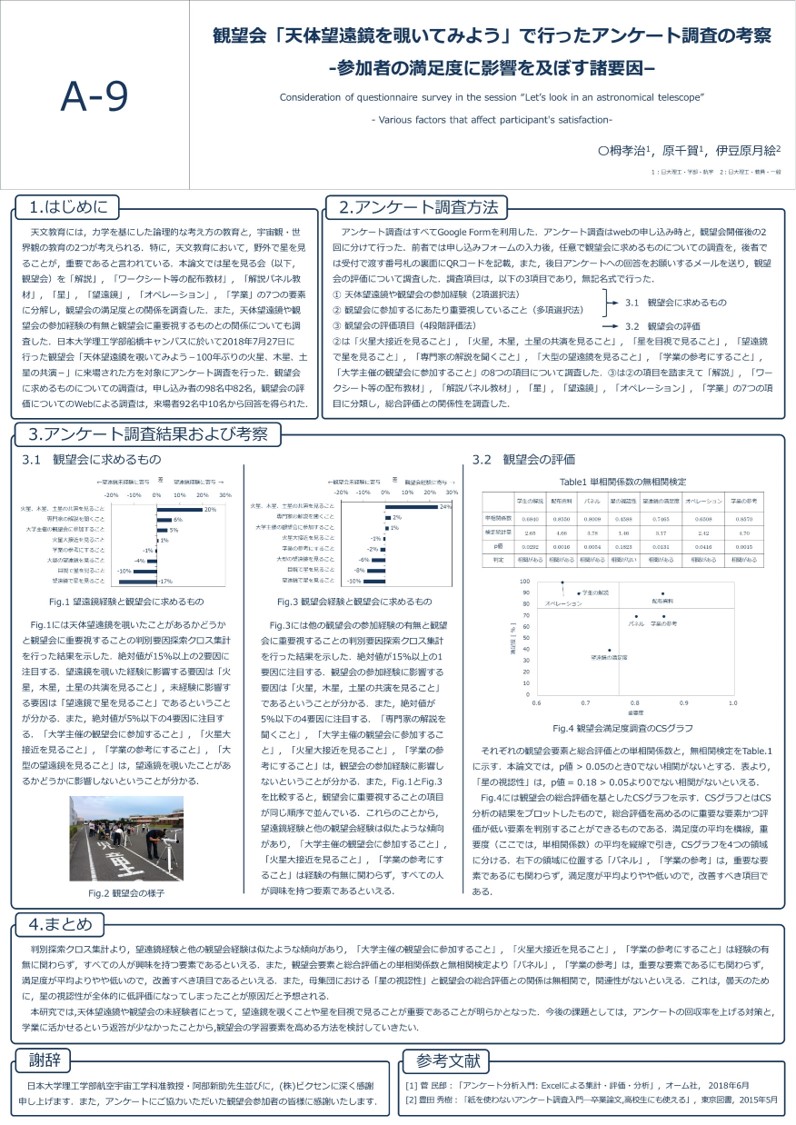 A-9
観望会「天体望遠鏡を覗いてみよう」で行ったアンケート調査の考察
-参加者の満足度に影響を及ぼす諸要因−
Consideration of questionnaire survey in the session “Let's look in an astronomical telescope”
- Various factors that affect participant's satisfaction-
〇栂孝治1，原千賀1，伊豆原月絵2
1：日大理工・学部・航宇　2：日大理工・教員・一般
1.はじめに
　天文教育には，力学を基にした論理的な考え方の教育と，宇宙観・世
界観の教育の2つが考えられる．特に，天文教育において，野外で星を見
ることが，重要であると言われている．本論文では星を見る会（以下，
観望会）を「解説」，「ワークシート等の配布教材」，「解説パネル教
材」，「星」，「望遠鏡」，「オペレーション」，「学業」の7つの要素
に分解し，観望会の満足度との関係を調査した．また，天体望遠鏡や観
望会の参加経験の有無と観望会に重要視するものとの関係についても調
査した．日本大学理工学部船橋キャンパスに於いて2018年7月27日に
行った観望会「天体望遠鏡を覗いてみよう−100年ぶりの火星、木星、土
星の共演−」に来場された方を対象にアンケート調査を行った．観望会
に求めるものについての調査は，申し込み者の98名中82名，観望会の評
価についてのWebによる調査は，来場者92名中10名から回答を得られた．
2.アンケート調査方法
　アンケート調査はすべてGoogle Formを利用した．アンケート調査はwebの申し込み時と，観望会開催後の2
回に分けて行った．前者では申し込みフォームの入力後，任意で観望会に求めるものについての調査を，後者で
は受付で渡す番号札の裏面にQRコードを記載，また，後日アンケートへの回答をお願いするメールを送り，観望
会の評価について調査した．調査項目は，以下の3項目であり，無記名式で行った．
① 天体望遠鏡や観望会の参加経験（2項選択法）
② 観望会に参加するにあたり重要視していること（多項選択法）
3.1　観望会に求めるもの
③ 観望会の評価項目（4段階評価法）
3.2　観望会の評価
②は「火星大接近を見ること」，「火星、木星、土星の共演を見ること」，「星を目視で見ること」，「望遠鏡
で星を見ること」，「専門家の解説を聞くこと」，「大型の望遠鏡を見ること」，「学業の参考にすること」，
「大学主催の観望会に参加すること」の8つの項目について調査した．③は②の項目を踏まえて「解説」，「ワー
クシート等の配布教材」，「解説パネル教材」，「星」，「望遠鏡」，「オペレーション」，「学業」の7つの項
目に分類し，総合評価との関係性を調査した．
3.アンケート調査結果および考察
3.1　観望会に求めるもの
←望遠鏡未経験に寄与　0　望遠鏡経験に寄与 →
-20% -10% 0% 10% 20% 30%
火星、木星、土星の共演を見ること 20%
専門家の解説を聞くこと 6%
大学主催の観望会に参加すること 5%
火星大接近を見ること 1%
学業の参考にすること -1%
大型の望遠鏡を見ること -4%
目視で星を見ること -10%
望遠鏡で星を見ること -17%
Fig.1 望遠鏡経験と観望会に求めるもの
　Fig.1には天体望遠鏡を覗いたことがあるかどうか
と観望会に重要視することの判別要因探索クロス集計
を行った結果を示した．絶対値が15%以上の2要因に
注目する．望遠鏡を覗いた経験に影響する要因は「火
星，木星，土星の共演を見ること」，未経験に影響す
る要因は「望遠鏡で星を見ること」であるということ
が分かる．また，絶対値が5%以下の4要因に注目す
る．「大学主催の観望会に参加すること」，「火星大
接近を見ること」，「学業の参考にすること」，「大
型の望遠鏡を見ること」は，望遠鏡を覗いたことがあ
るかどうかに影響しないということが分かる．
Fig.2 観望会の様子
←観望会未経験に寄与　0　観望会経験に寄与 →
-20% -10% 0% 10% 20% 30%
火星、木星、土星の共演を見ること 24%
専門家の解説を聞くこと 2%
大学主催の観望会に参加すること 1%
火星大接近を見ること -1%
学業の参考にすること -2%
大型の望遠鏡を見ること -6%
目視で星を見ること -8%
望遠鏡で星を見ること -10%
Fig.3 観望会経験と観望会に求めるもの
　Fig.3には他の観望会の参加経験の有無と観望
会に重要視することの判別要因探索クロス集計
を行った結果を示す．絶対値が15%以上の1
要因に注目する．観望会の参加経験に影響する
要因は「火星，木星，土星の共演を見ること」
であるということが分かる．また，絶対値が
5%以下の4要因に注目する．「専門家の解説を
聞くこと」，「大学主催の観望会に参加するこ
と」，「火星大接近を見ること」，「学業の参
考にすること」は，観望会の参加経験に影響し
ないということが分かる．また，Fig.1とFig.3
を比較すると，観望会に重要視することの項目
が同じ順序で並んでいる．これらのことから，
望遠鏡経験と他の観望会経験は似たような傾向
があり，「大学主催の観望会に参加すること」，
「火星大接近を見ること」，「学業の参考にす
ること」は経験の有無に関わらず，すべての人
が興味を持つ要素であるといえる．
3.2　観望会の評価
Table1 単相関係数の無相関検定
学生の解説 配布資料 パネル 星の視認性 望遠鏡の満足度 オペレーション 学業の参考
単相関係数
検定統計量
p値
判定 相関がある 相関がある 相関がある 相関がない 相関がある 相関がある 相関がある
満足度 [ % ]
100
90
80
70
60
50
40
30
20
10
0
学生の解説
オペレーション
配布資料
パネル 学業の参考
望遠鏡の満足度
0.6 0.7 0.8 0.9 1.0
重要度
Fig.4 観望会満足度調査のCSグラフ
　それぞれの観望会要素と総合評価との単相関係数と，無相関検定をTable.1
に示す．本論文では，p値 > 0.05のとき0でない相関がないとする．表より，
「星の視認性」は，p値 = 0.18 > 0.05より0でない相関がないといえる．
　Fig.4には観望会の総合評価を基としたCSグラフを示す．CSグラフとはCS
分析の結果をプロットしたもので，総合評価を高めるのに重要な要素かつ評
価が低い要素を判別することができるものである．満足度の平均を横線，重
要度（ここでは，単相関係数）の平均を縦線で引き，CSグラフを4つの領域
に分ける．右下の領域に位置する「パネル」，「学業の参考」は，重要な要
素であるにも関わらず，満足度が平均よりやや低いので，改善すべき項目で
ある．
4.まとめ
　判別探索クロス集計より，望遠鏡経験と他の観望会経験は似たような傾向があり，「大学主催の観望会に参加すること」，「火星大接近を見ること」，「学業の参考にすること」は経験の有
無に関わらず，すべての人が興味を持つ要素であるといえる．また，観望会要素と総合評価との単相関係数と無相関検定より「パネル」，「学業の参考」は，重要な要素であるにも関わらず，
満足度が平均よりやや低いので，改善すべき項目であるといえる．また，母集団における「星の視認性」と観望会の総合評価との関係は無相関で，関連性がないといえる．これは，曇天のため
に，星の視認性が全体的に低評価になってしまったことが原因だと予想される．
　本研究では,天体望遠鏡や観望会の未経験者にとって，望遠鏡を覗くことや星を目視で見ることが重要であることが明らかとなった．今後の課題としては，アンケートの回収率を上げる対策と，
学業に活かせるという返答が少なかったことから,観望会の学習要素を高める方法を検討していきたい．
謝辞
　日本大学理工学部航空宇宙工学科准教授・阿部新助先生並びに，(株)ビクセンに深く感謝
申し上げます．また，アンケートにご協力いただいた観望会参加者の皆様に感謝いたします．
参考文献
[1] 菅 民郎：「アンケート分析入門: Excelによる集計・評価・分析」，オーム社， 2018年6月
[2] 豊田 秀樹：「紙を使わないアンケート調査入門―卒業論文,高校生にも使える」，東京図書，2015年5月